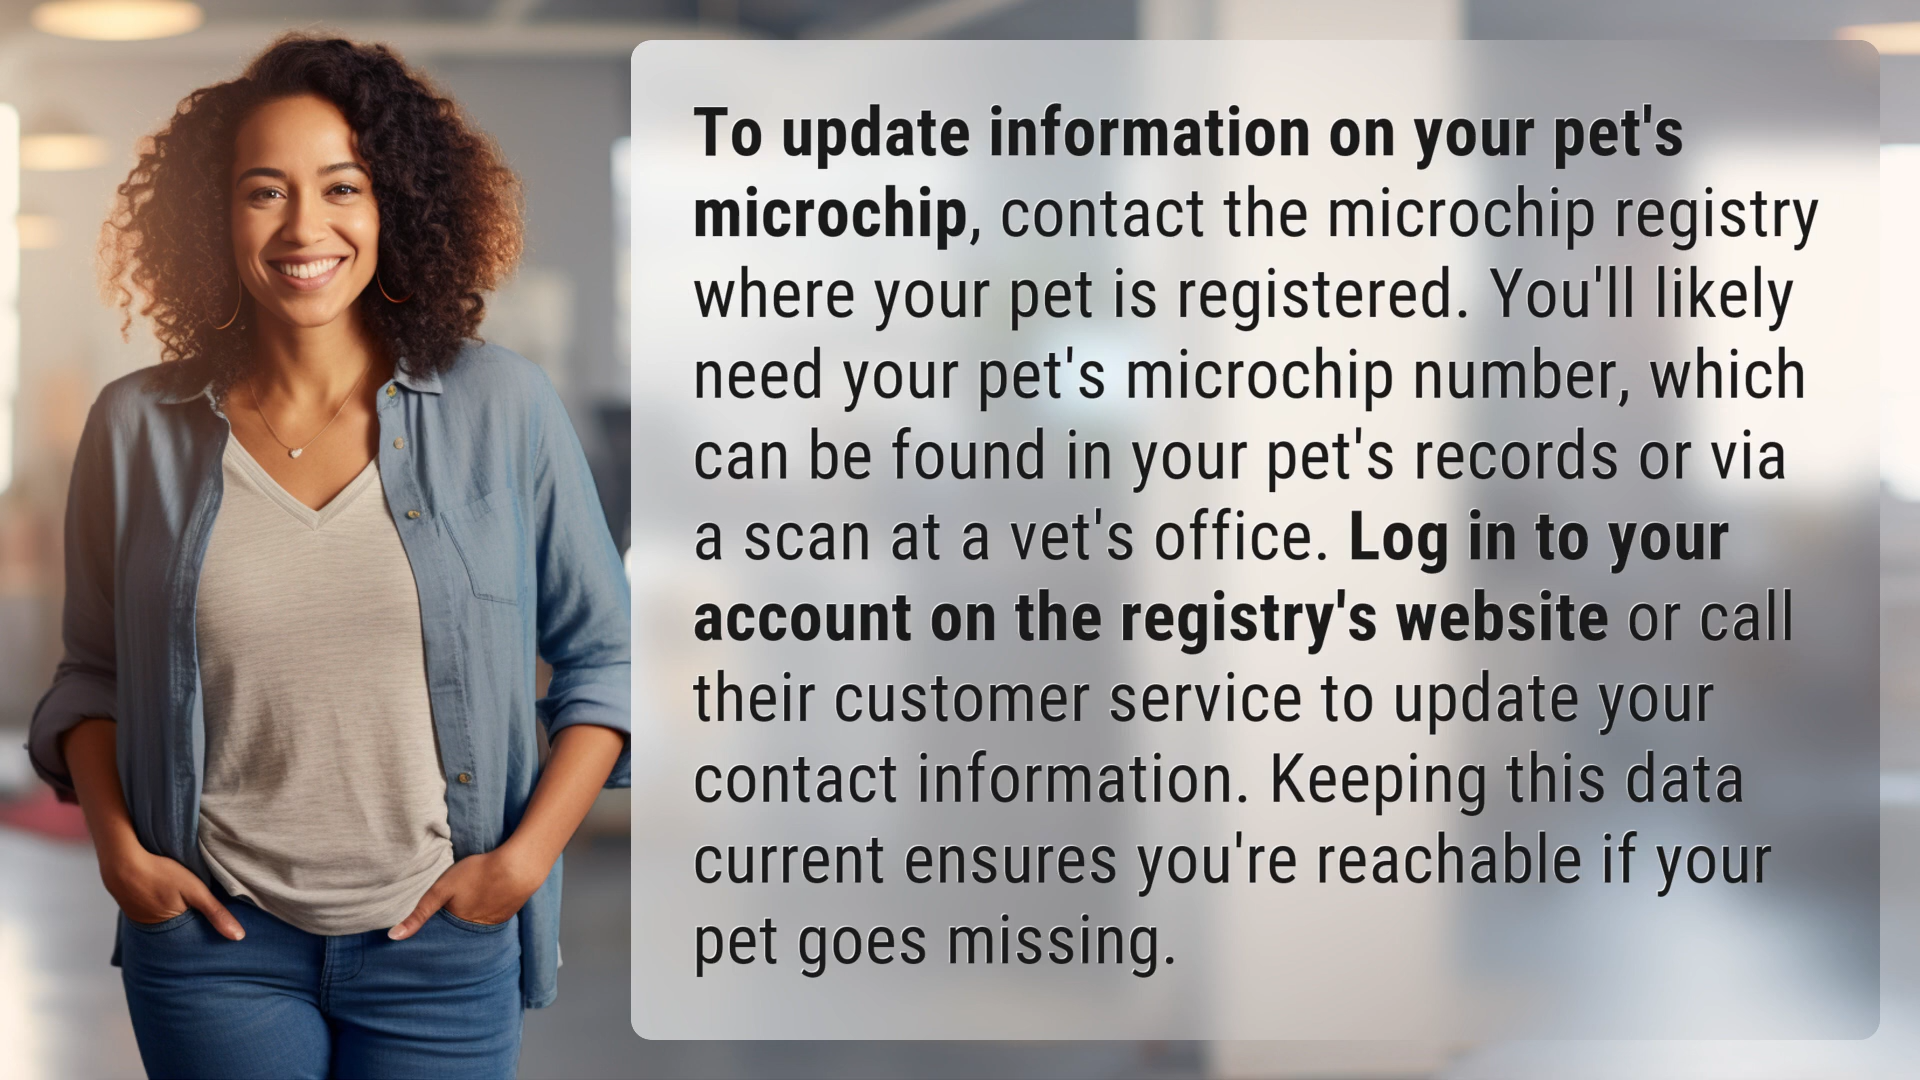 To update information on your pet's
microchip, contact the microchip registry
where your pet is registered. You'll likely
need your pet's microchip number, which
can be found in your pet's records or via
a scan at a vet's office. Log in to your
account on the registry's website or call
their customer service to update your
contact information. Keeping this data
current ensures you're reachable if your
pet goes missing.